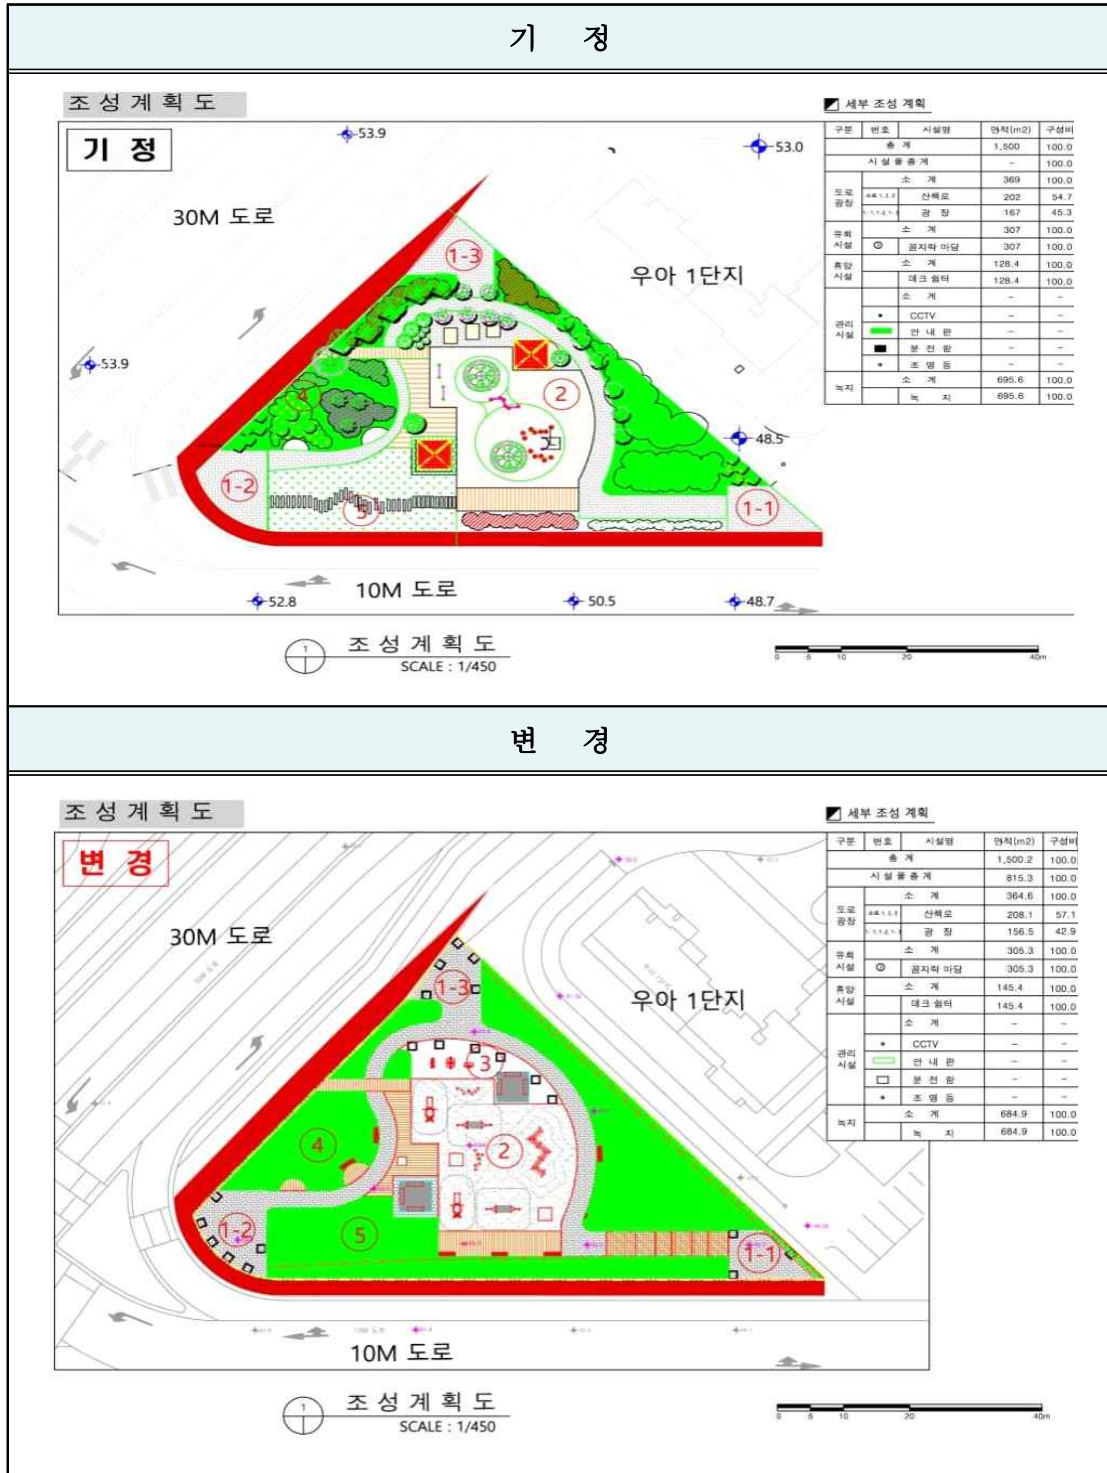 기 정
조 성 계 획 도
기 정
53.9
53.0
30M 도로
우아 1단지
1-3
53.9
2
4
48.5
1-2
5
1-1
10M 도로
52.8
50.5
48.7
1
조 성 계 획 도
SCALE : 1/450
0 5 10 20 40m
세부 조성 계획
구분 번호 시설명 면적(m2) 구성비
총 계 1,500 100.0
시 설 물 총 계 - 100.0
도로 광장 소 계 369 100.0
산책로 202 54.7
광 장 167 45.3
유희 시설 소 계 307 100.0
② 꼼지락 마당 307 100.0
휴양 시설 소 계 128.4 100.0
데크 쉼터 128.4 100.0
관리 시설 소 계 - -
CCTV - -
안 내 판 - -
분 전 함 - -
조 명 등 - -
녹지 소 계 695.6 100.0
녹 지 695.6 100.0
변 경
조 성 계 획 도
변 경
30M 도로
우아 1단지
1-3
3
2
4
1-2
5
1-1
10M 도로
1
조 성 계 획 도
SCALE : 1/450
0 5 10 20 40m
세부 조성 계획
구분 번호 시설명 면적(m2) 구성비
총 계 1,500.2 100.0
시 설 물 총 계 815.3 100.0
도로 광장 소 계 364.6 100.0
산책로 208.1 57.1
광 장 156.5 42.9
유희 시설 소 계 305.3 100.0
② 꼼지락 마당 305.3 100.0
휴양 시설 소 계 145.4 100.0
데크 쉼터 145.4 100.0
관리 시설 소 계 - -
CCTV - -
안 내 판 - -
분 전 함 - -
조 명 등 - -
녹지 소 계 684.9 100.0
녹 지 684.9 100.0